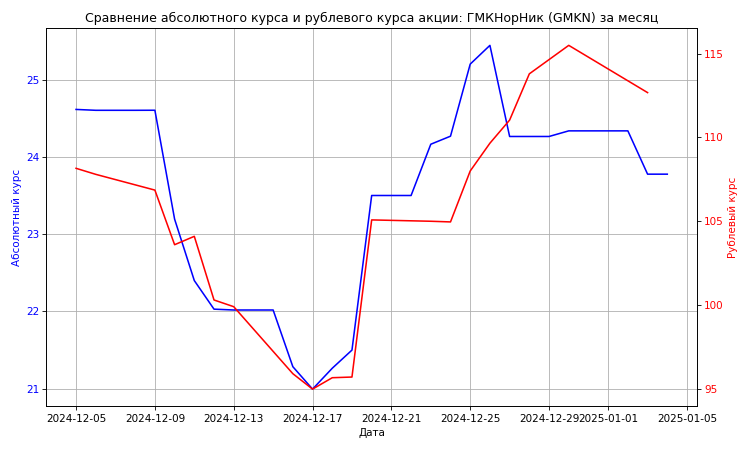 Сравнение абсолютного курса и рублевого курса акции: ГМКНорНик (GMKN) за месяц
25
24
23
22
21
Абсолютный курс
115
110
105
100
95
Рублевый курс
2024-12-05 2024-12-09 2024-12-13 2024-12-17 2024-12-21 2024-12-25 2024-12-29 2025-01-01 2025-01-05
Дата